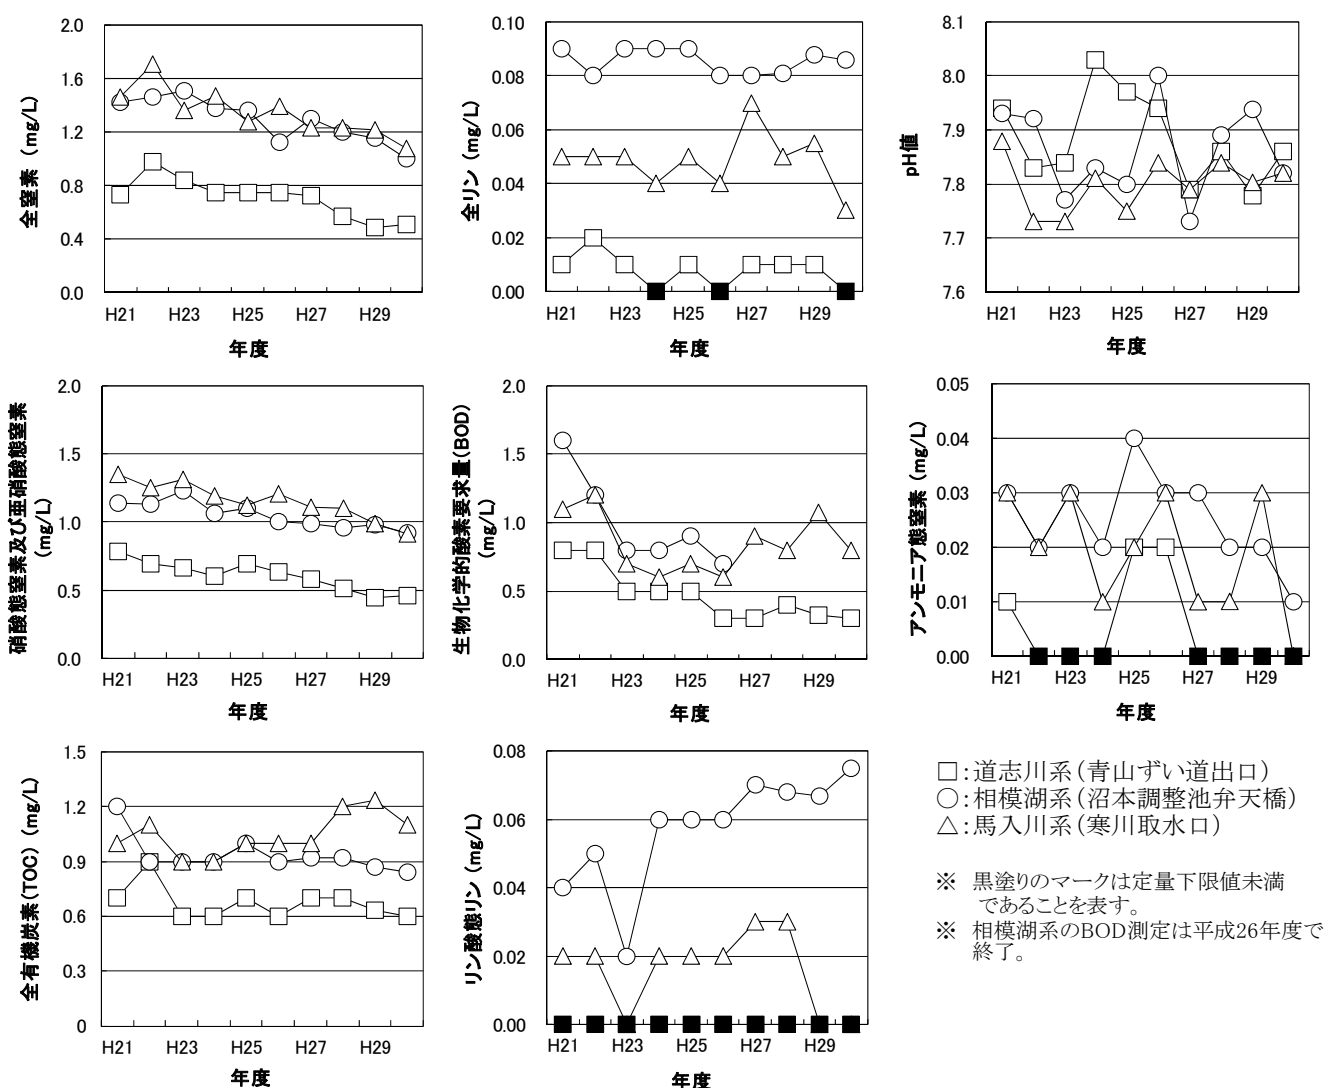 全窒素 (mg/L)
2.0
1.6
1.2
0.8
0.4
0.0
H21 H23 H25 H27 H29
年度
全リン (mg/L)
0.10
0.08
0.06
0.04
0.02
0.00
H21 H23 H25 H27 H29
年度
pH値
8.1
8.0
7.9
7.8
7.7
7.6
H21 H23 H25 H27 H29
年度
硝酸態窒素及び亜硝酸態窒素
(mg/L)
2.0
1.5
1.0
0.5
0.0
H21 H23 H25 H27 H29
年度
生物化学的酸素要求量(BOD)
(mg/L)
2.0
1.5
1.0
0.5
0.0
H21 H23 H25 H27 H29
年度
アンモニア態窒素 (mg/L)
0.05
0.04
0.03
0.02
0.01
0.00
H21 H23 H25 H27 H29
年度
全有機炭素(TOC) (mg/L)
1.5
1.2
0.9
0.6
0.3
0
H21 H23 H25 H27 H29
年度
リン酸態リン (mg/L)
0.08
0.06
0.04
0.02
0.00
H21 H23 H25 H27 H29
年度
□:道志川系(青山ずい道出口)
○:相模湖系(沼本調整池弁天橋)
△:馬入川系(寒川取水口)
※ 黒塗りのマークは定量下限値未満
であることを表す。
※ 相模湖系のBOD測定は平成26年度で
終了。